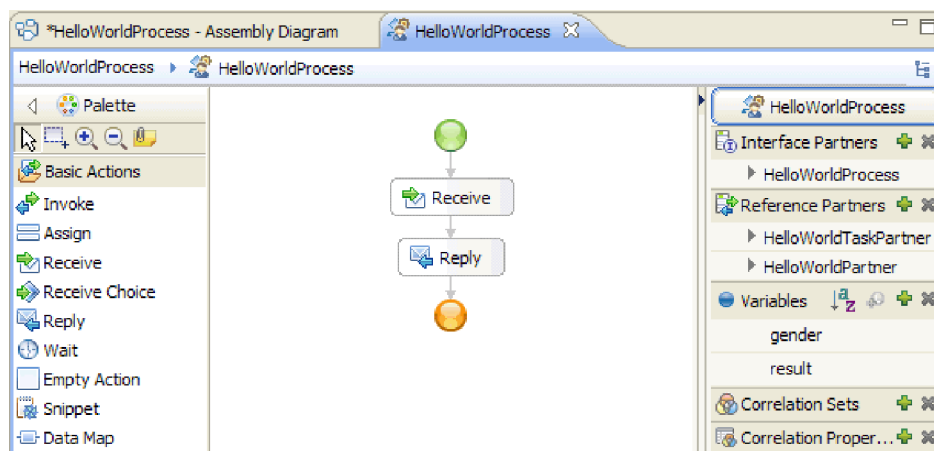 *HelloWorldProcess - Assembly Diagram
HelloWorldProcess
HelloWorldProcess
HelloWorldProcess
Palette
Basic Actions
Invoke
Assign
Receive
Receive Choice
Reply
Wait
Empty Action
Snippet
Data Map
Receive
Reply
HelloWorldProcess
Interface Partners
HelloWorldProcess
Reference Partners
HelloWorldTaskPartner
HelloWorldPartner
Variables
gender
result
Correlation Sets
Correlation Proper...